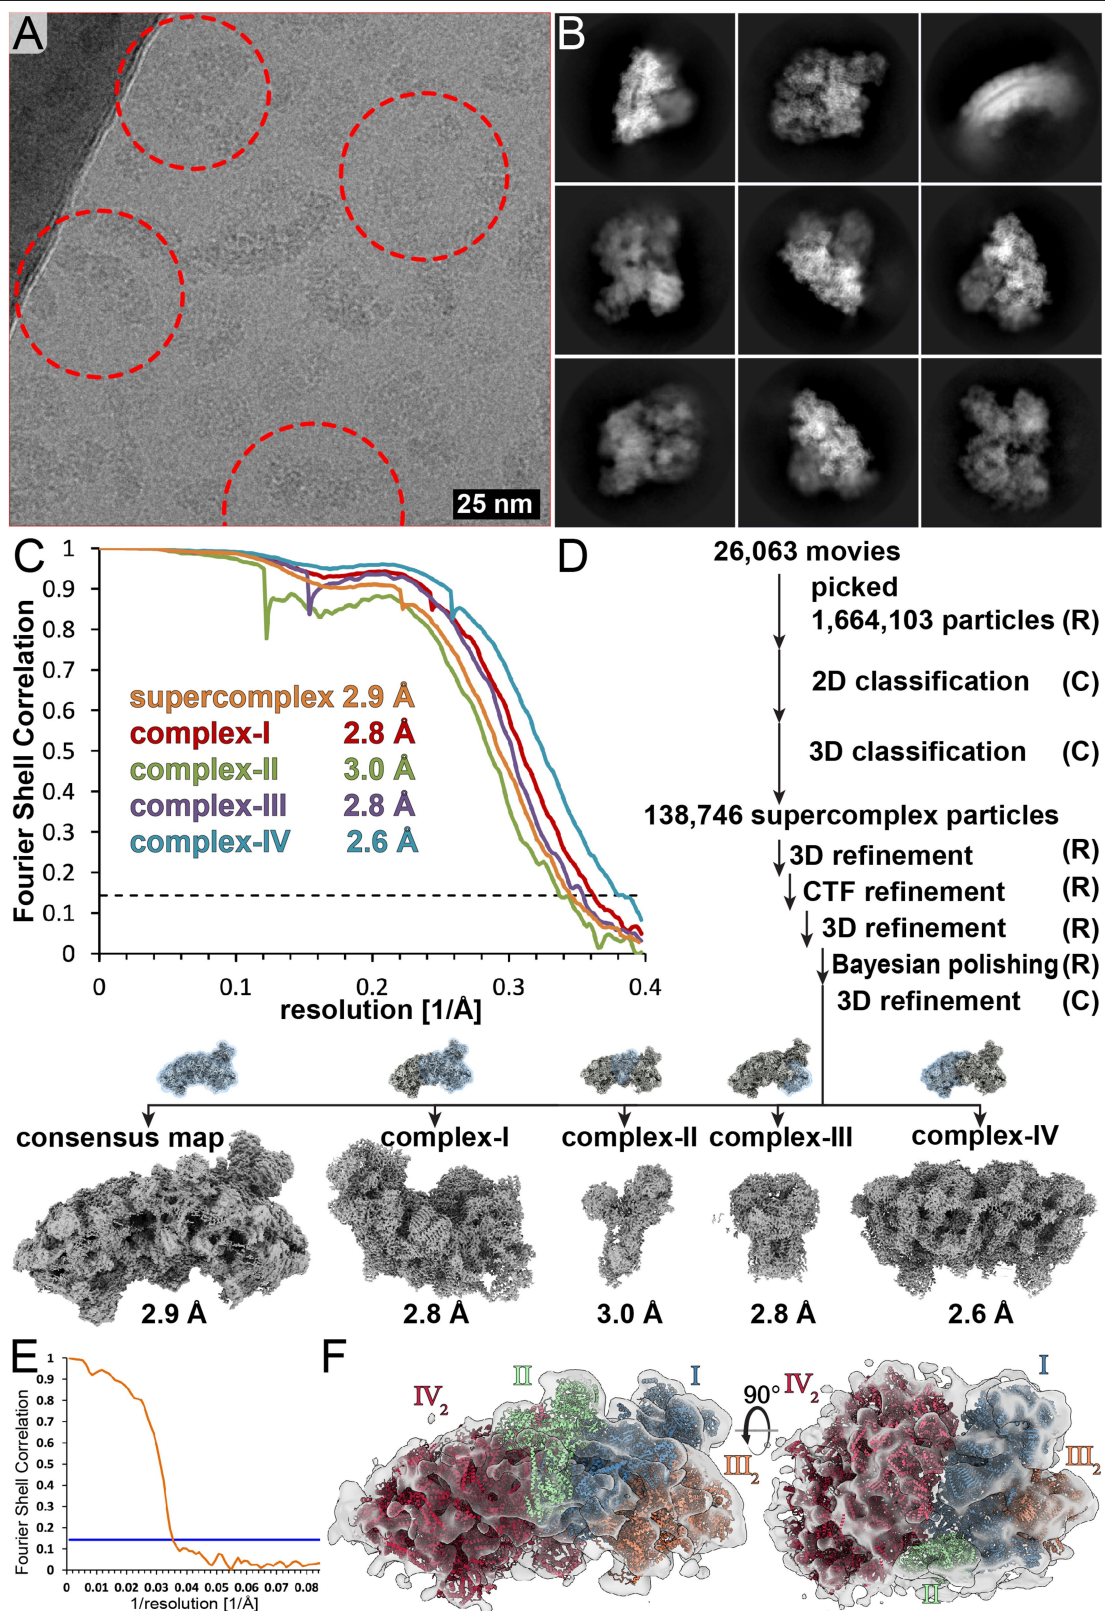 A
25 nm
B
C
1
0.9
0.8
0.7
0.6
0.5
0.4
0.3
0.2
0.1
0
Fourier Shell Correlation
supercomplex 2.9 Å
complex-I 2.8 Å
complex-II 3.0 Å
complex-III 2.8 Å
complex-IV 2.6 Å
0 0.1 0.2 0.3 0.4
resolution [1/Å]
D
26,063 movies
picked
1,664,103 particles (R)
2D classification (C)
3D classification (C)
138,746 supercomplex particles
3D refinement (R)
CTF refinement (R)
3D refinement (R)
Bayesian polishing (R)
3D refinement (C)
consensus map complex-I complex-II complex-III complex-IV
2.9 Å 2.8 Å 3.0 Å 2.8 Å 2.6 Å
E
1
0.9
0.8
0.7
0.6
0.5
0.4
0.3
0.2
0.1
0
Fourier Shell Correlation
0 0.01 0.02 0.03 0.04 0.05 0.06 0.07 0.08
1/resolution [1/Å]
F
IV2
II
I
III2
90°
IV2
I
III2
II